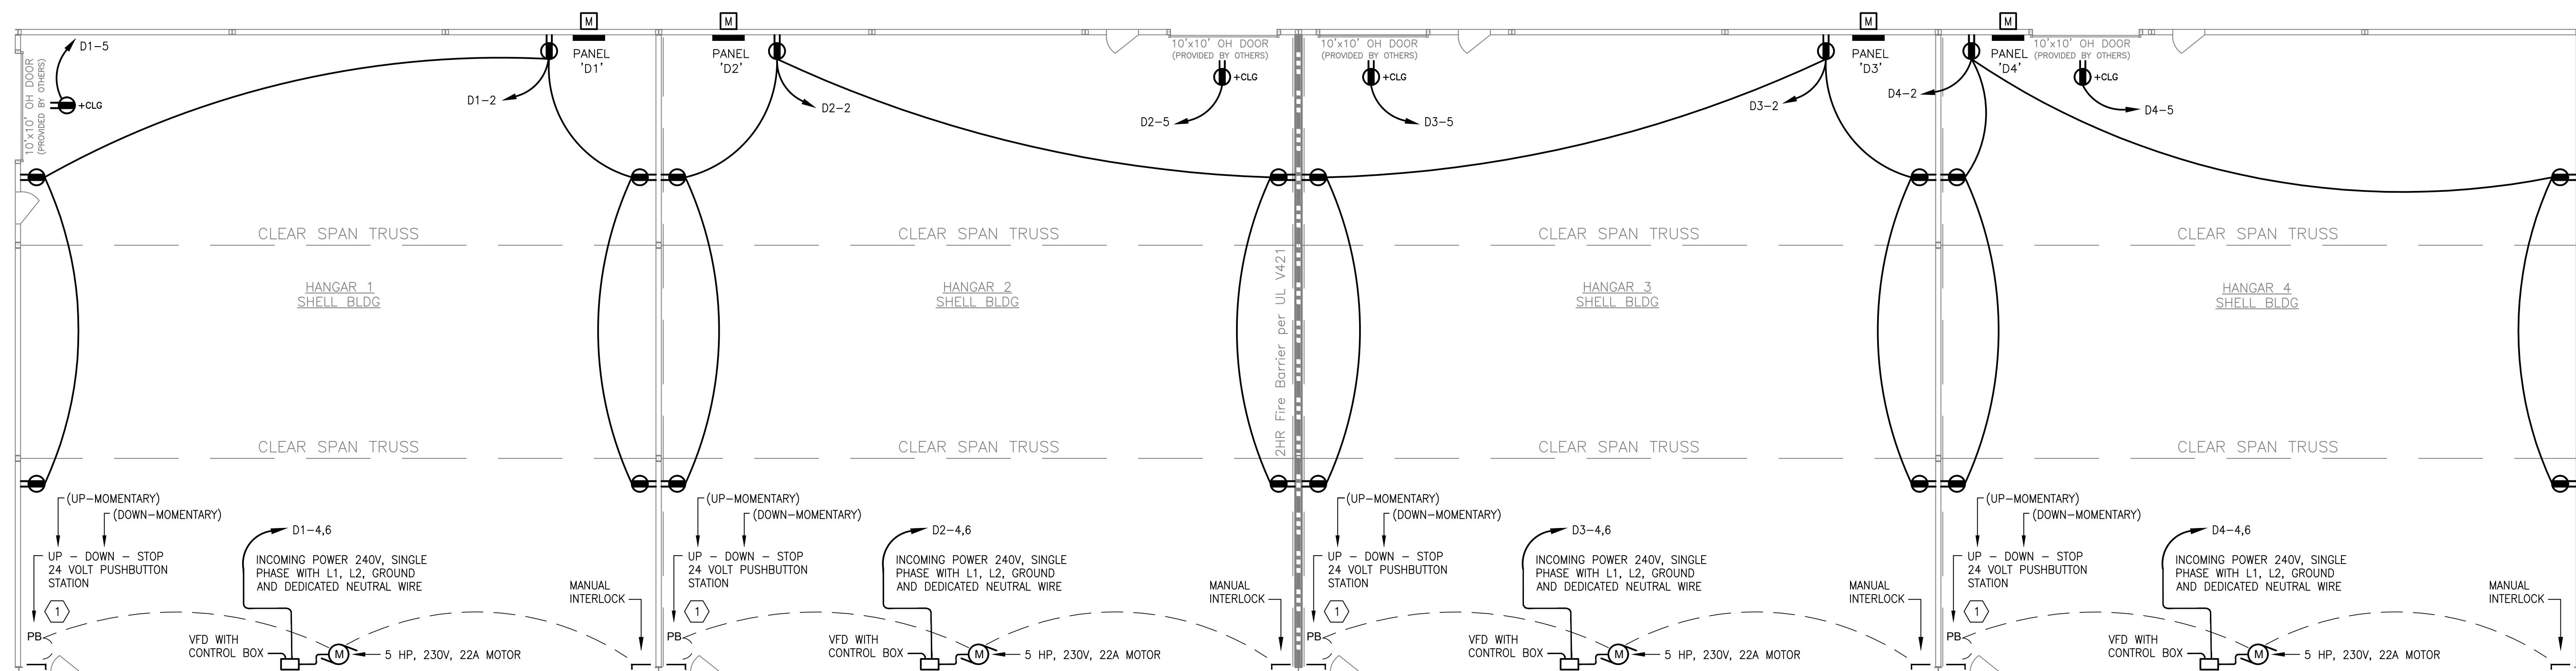 M
M
M
M
D1-5
10'x10' OH DOOR
(PROVIDED BY OTHERS)
+CLG
D1-2
PANEL
'D1'
PANEL
'D2'
D2-2
10'x10' OH DOOR
(PROVIDED BY OTHERS)
+CLG
D2-5
10'x10' OH DOOR
(PROVIDED BY OTHERS)
+CLG
D3-5
D3-2
PANEL
'D3'
D4-2
PANEL
'D4'
10'x10' OH DOOR
(PROVIDED BY OTHERS)
+CLG
D4-5
CLEAR SPAN TRUSS
CLEAR SPAN TRUSS
CLEAR SPAN TRUSS
CLEAR SPAN TRUSS
HANGAR 1
SHELL BLDG
HANGAR 2
SHELL BLDG
2HR Fire Barrier per UL V421
HANGAR 3
SHELL BLDG
HANGAR 4
SHELL BLDG
CLEAR SPAN TRUSS
CLEAR SPAN TRUSS
CLEAR SPAN TRUSS
CLEAR SPAN TRUSS
(UP-MOMENTARY)
(DOWN-MOMENTARY)
UP - DOWN - STOP
24 VOLT PUSHBUTTON
STATION
1
PB
D1-4,6
INCOMING POWER 240V, SINGLE
PHASE WITH L1, L2, GROUND
AND DEDICATED NEUTRAL WIRE
VFD WITH
CONTROL BOX
M
5 HP, 230V, 22A MOTOR
MANUAL
INTERLOCK
(UP-MOMENTARY)
(DOWN-MOMENTARY)
UP - DOWN - STOP
24 VOLT PUSHBUTTON
STATION
1
PB
D2-4,6
INCOMING POWER 240V, SINGLE
PHASE WITH L1, L2, GROUND
AND DEDICATED NEUTRAL WIRE
VFD WITH
CONTROL BOX
M
5 HP, 230V, 22A MOTOR
MANUAL
INTERLOCK
(UP-MOMENTARY)
(DOWN-MOMENTARY)
UP - DOWN - STOP
24 VOLT PUSHBUTTON
STATION
1
PB
D3-4,6
INCOMING POWER 240V, SINGLE
PHASE WITH L1, L2, GROUND
AND DEDICATED NEUTRAL WIRE
VFD WITH
CONTROL BOX
M
5 HP, 230V, 22A MOTOR
MANUAL
INTERLOCK
(UP-MOMENTARY)
(DOWN-MOMENTARY)
UP - DOWN - STOP
24 VOLT PUSHBUTTON
STATION
1
PB
D4-4,6
INCOMING POWER 240V, SINGLE
PHASE WITH L1, L2, GROUND
AND DEDICATED NEUTRAL WIRE
VFD WITH
CONTROL BOX
M
5 HP, 230V, 22A MOTOR
MANUAL
INTERLOCK